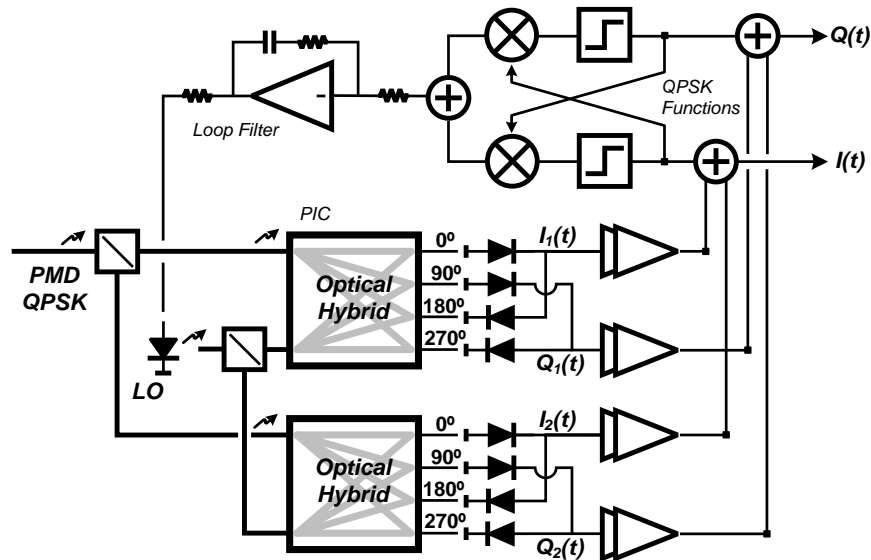 Q(t)
QPSK
Functions
Loop Filter
I(t)
PIC
PMD
QPSK
Optical
Hybrid
0º
90º
180º
270º
I1(t)
Q1(t)
LO
Optical
Hybrid
0º
90º
180º
270º
I2(t)
Q2(t)